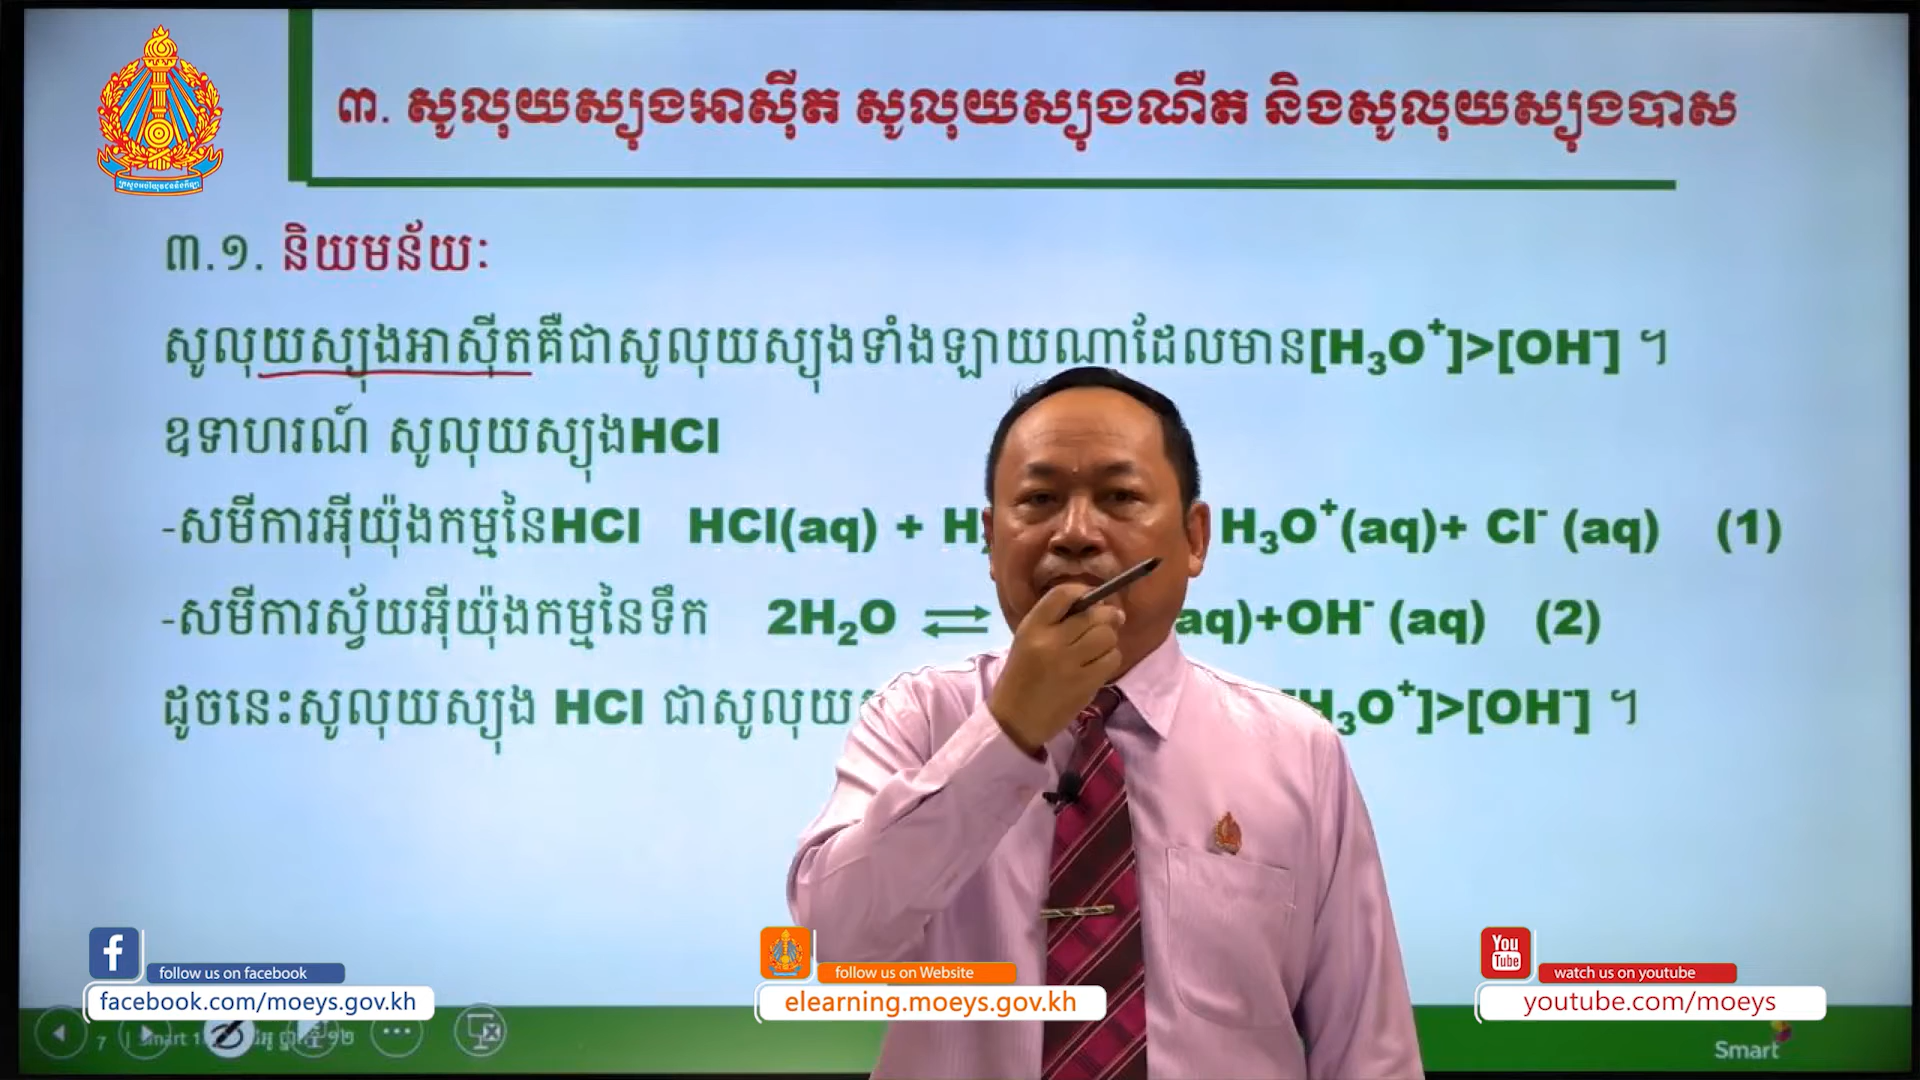 ៣. សូលុយស្យុងអាស៊ីត សូលុយស្យុងណឺត និងសូលុយស្យុងបាស
៣.១. និយមន័យៈ
សូលុយស្យុងអាស៊ីតគឺជាសូលុយស្យុងទាំងឡាយណាដែលមាន[H₃O⁺]>[OH⁻] ។
ឧទាហរណ៍ សូលុយស្យុងHCl
-សមីការអ៊ីយ៉ុងកម្មនៃHCl HCl(aq) + H₃O⁺(aq)+ Cl⁻ (aq) (1)
-សមីការស្វ័យអ៊ីយ៉ុងកម្មនៃទឹក 2H₂O ⇌ aq)+OH⁻ (aq) (2)
ដូចនេះសូលុយស្យុង HCl ជាសូលុយ H₃O⁺]>[OH⁻] ។
follow us on facebook
facebook.com/moeys.gov.kh
follow us on Website
elearning.moeys.gov.kh
You Tube
watch us on youtube
youtube.com/moeys
7 | Smart 1
Smart